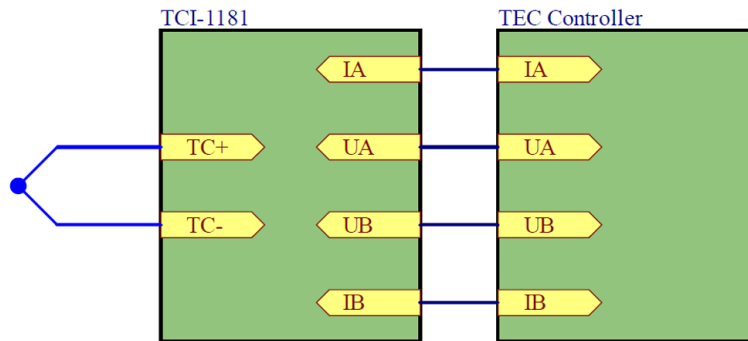 TCI-1181 TEC Controller
IA IA
TC+ UA UA
TC- UB UB
IB IB